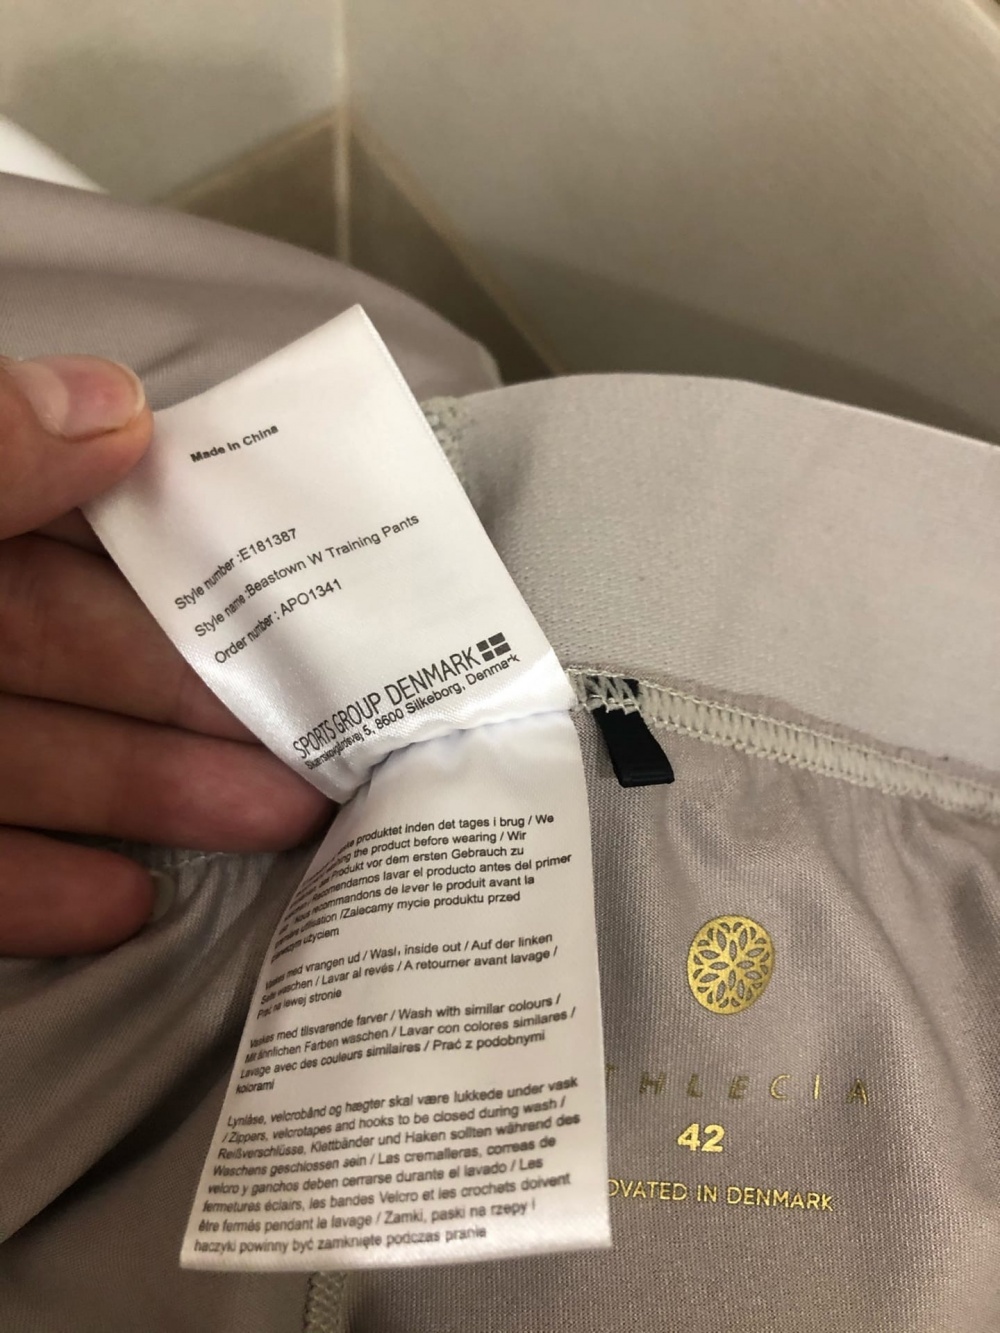 Made in China
Style number :E181387
Style name :Beastown W Training Pants
Order number : APO1341
SPORTS GROUP DENMARK
5, 8600 Silkeborg, Denmark
produktet inden det tages i brug / We
the product before wearing / Wir
Produkt vor dem ersten Gebrauch zu
Recomendamos lavar el producto antes del primer
Nous recommandons de laver le produit avant la
utilisation /Zalecamy mycie produktu przed
użyciem
med vrangen ud / Wash inside out / Auf der linken
waschen / Lavar al revés / A retourner avant lavage /
Prać na lewej stronie
Vaskes med tilsvarende farver / Wash with similar colours /
Mit ähnlichen Farben waschen / Lavar con colores similares /
Lavage avec des couleurs similaires / Prać z podobnymi
kolorami
Lynlåse, velcrobånd og hægter skal være lukkede under vask
/ Zippers, velcrotapes and hooks to be closed during wash /
Reißverschlüsse, Klettbänder und Haken sollten während des
Waschens geschlossen sein / Las cremalleras, correas de
velcro y ganchos deben cerrarse durante el lavado / Les
fermetures éclairs, les bandes Velcro et les crochets doivent
être fermés pendant le lavage / Zamki, paski na rzepy i
haczyki powinny być zamknięte podczas prania
THLECIA
42
OVATED IN DENMARK